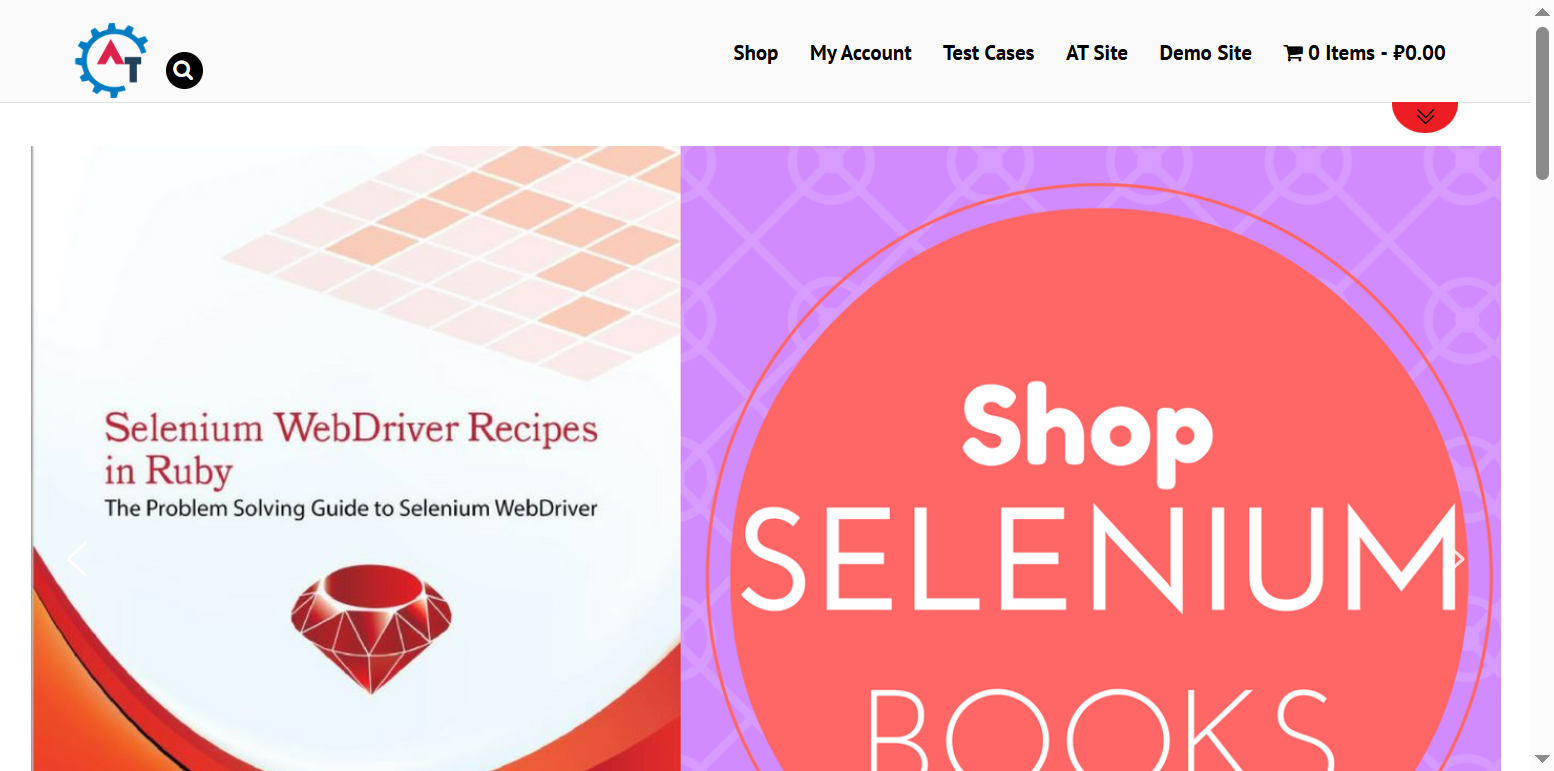 AT
Shop
My Account
Test Cases
AT Site
Demo Site
0 Items - ₽0.00
Selenium WebDriver Recipes
in Ruby
The Problem Solving Guide to Selenium WebDriver
Shop
SELENIUM
BOOKS